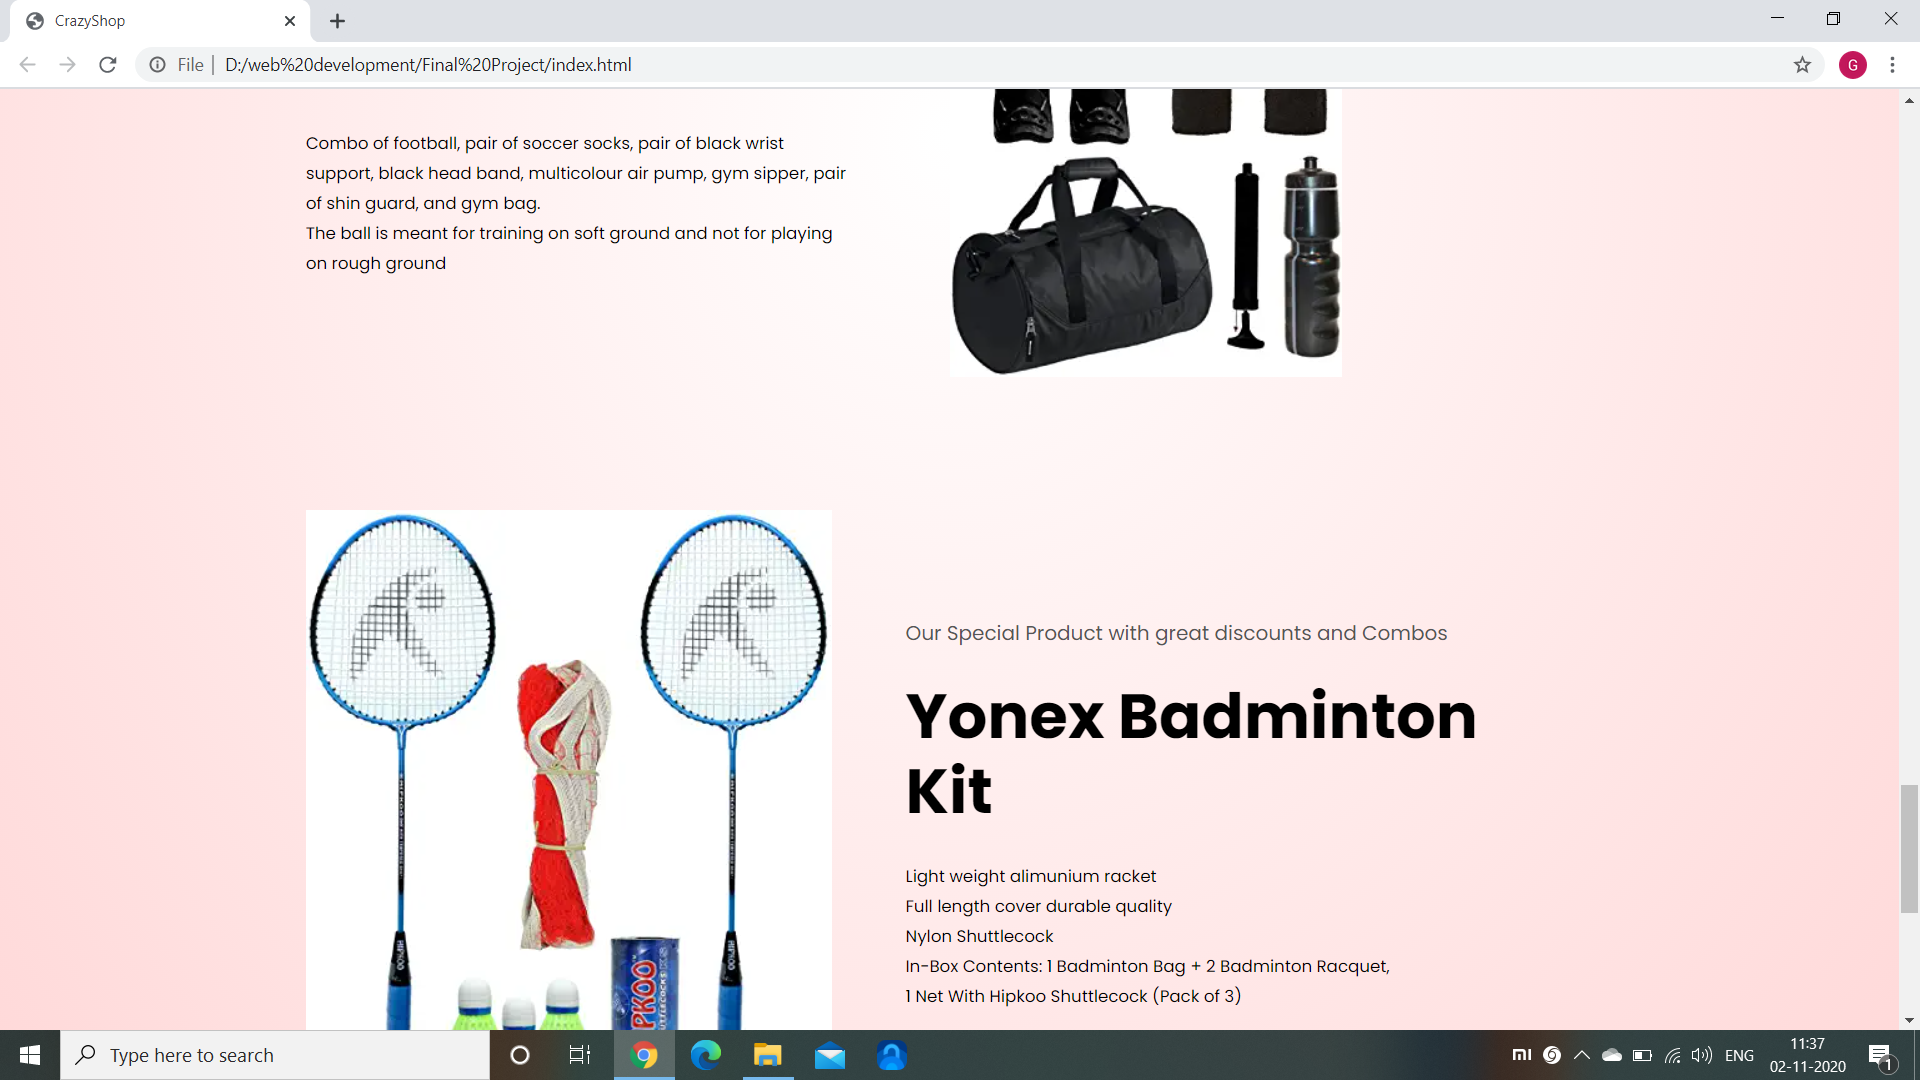 CrazyShop
File
D:/web%20development/Final%20Project/index.html
G
Combo of football, pair of soccer socks, pair of black wrist
support, black head band, multicolour air pump, gym sipper, pair
of shin guard, and gym bag.
The ball is meant for training on soft ground and not for playing
on rough ground
Our Special Product with great discounts and Combos
Yonex Badminton
Kit
Light weight alimunium racket
Full length cover durable quality
Nylon Shuttlecock
In-Box Contents: 1 Badminton Bag + 2 Badminton Racquet,
1 Net With Hipkoo Shuttlecock (Pack of 3)
HIPKOO
HIPKOO
Type here to search
mi
ENG
11:37
02-11-2020
1